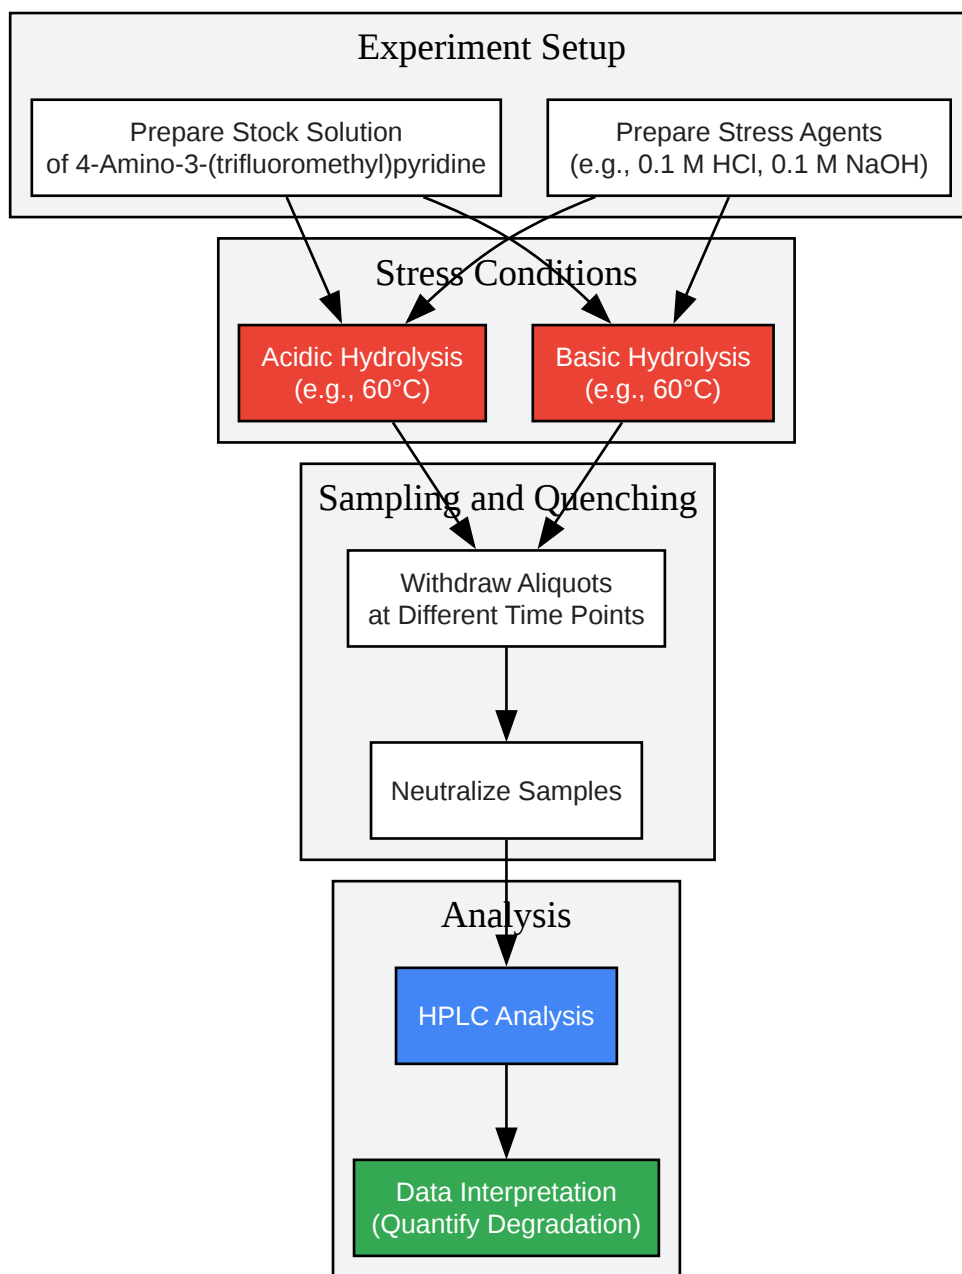 Experiment Setup
Prepare Stock Solution
of 4-Amino-3-(trifluoromethyl)pyridine
Prepare Stress Agents
(e.g., 0.1 M HCl, 0.1 M NaOH)
Stress Conditions
Acidic Hydrolysis
(e.g., 60°C)
Basic Hydrolysis
(e.g., 60°C)
Sampling and Quenching
Withdraw Aliquots
at Different Time Points
Neutralize Samples
Analysis
HPLC Analysis
Data Interpretation
(Quantify Degradation)